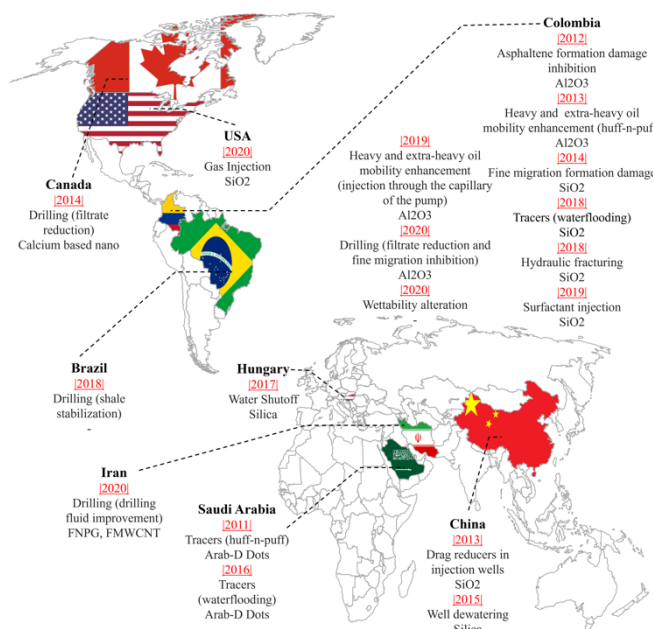 Colombia
|2012|
Asphaltene formation damage
inhibition
Al2O3
|2013|
Heavy and extra-heavy oil
mobility enhancement (huff-n-puf
Al2O3
|2014|
Fine migration formation damage
SiO2
|2018|
Tracers (waterflooding)
SiO2
|2018|
Hydraulic fracturing
SiO2
|2019|
Surfactant injection
SiO2
|2019|
Heavy and extra-heavy oil
mobility enhancement
(injection through the capillary
of the pump)
Al2O3
|2020|
Drilling (filtrate reduction and
fine migration inhibition)
Al2O3
|2020|
Wettability alteration
-
USA
|2020|
Gas Injection
SiO2
Canada
|2014|
Drilling (filtrate
reduction)
Calcium based nano
Brazil
|2018|
Drilling (shale
stabilization)
-
Hungary
|2017|
Water Shutoff
Silica
Iran
|2020|
Drilling (drilling
fluid improvement)
FNPG, FMWCNT
Saudi Arabia
|2011|
Tracers (huff-n-puff)
Arab-D Dots
|2016|
Tracers
(waterflooding)
Arab-D Dots
China
|2013|
Drag reducers in
injection wells
SiO2
|2015|
Well dewatering
Silica